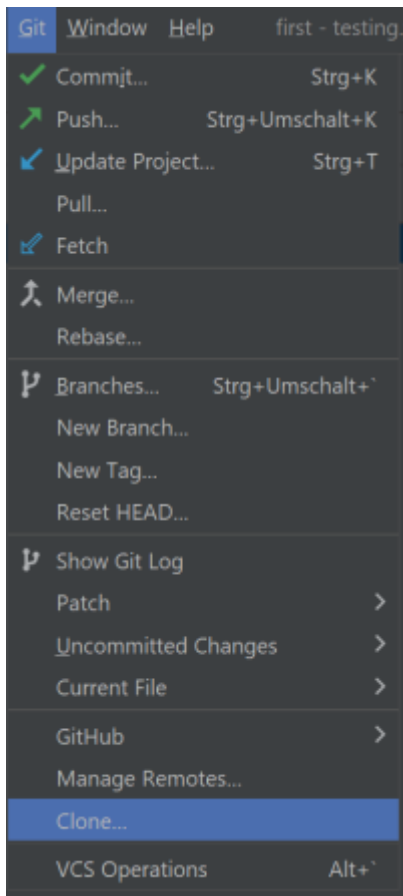 Git Window Help first - testing.
Commit... Strg+K
Push... Strg+Umschalt+K
Update Project... Strg+T
Pull...
Fetch
Merge...
Rebase...
Branches... Strg+Umschalt+`
New Branch...
New Tag...
Reset HEAD...
Show Git Log
Patch
Uncommitted Changes
Current File
GitHub
Manage Remotes...
Clone...
VCS Operations Alt+`